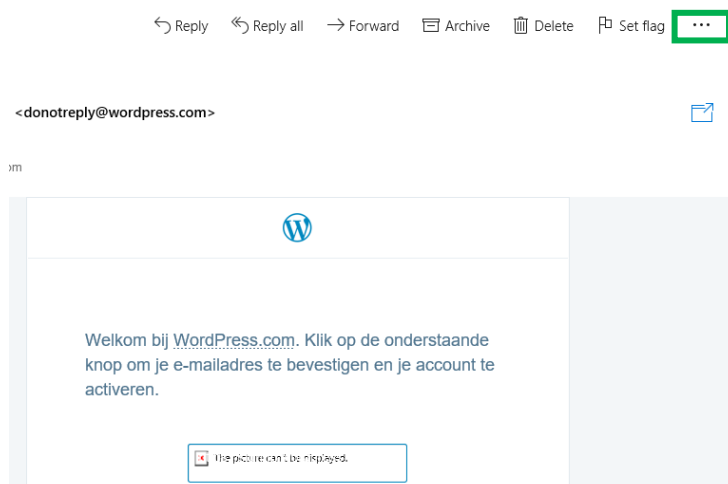 Reply Reply all Forward Archive Delete Set flag ...
<donotreply@wordpress.com>
om
Welkom bij WordPress.com. Klik op de onderstaande
knop om je e-mailadres te bevestigen en je account te
activeren.
The picture can't be displayed.